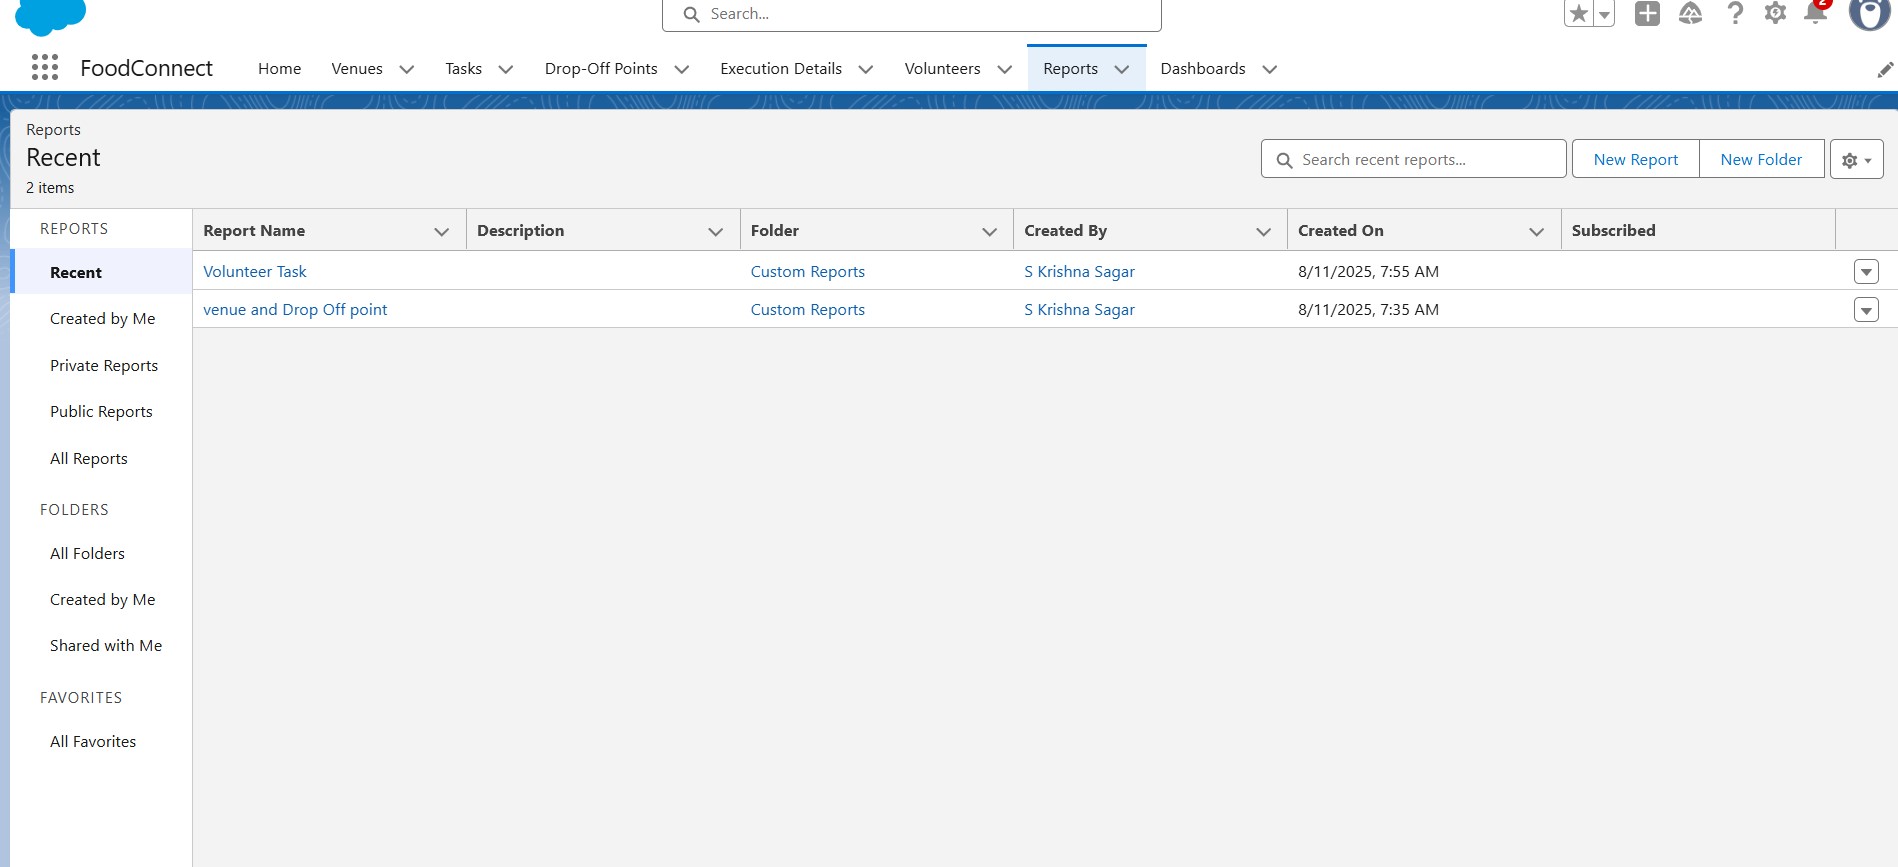 Search...
2
FoodConnect Home Venues Tasks Drop-Off Points Execution Details Volunteers Reports Dashboards
Reports
Recent
2 items
Search recent reports...
New Report
New Folder
REPORTS
Recent
Created by Me
Private Reports
Public Reports
All Reports
FOLDERS
All Folders
Created by Me
Shared with Me
FAVORITES
All Favorites
Report Name Description Folder Created By Created On Subscribed
Volunteer Task Custom Reports S Krishna Sagar 8/11/2025, 7:55 AM
venue and Drop Off point Custom Reports S Krishna Sagar 8/11/2025, 7:35 AM